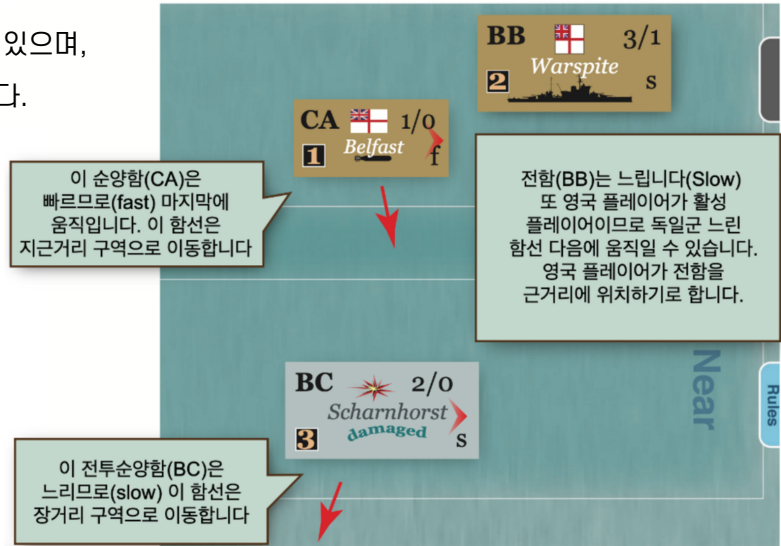 있으며,
다.
BB 3/1
Warspite
2 s
CA 1/0
Belfast
1 f
이 순양함(CA)은
빠르므로(fast) 마지막에
움직입니다. 이 함선은
지근거리 구역으로 이동합니다
전함(BB)는 느립니다(Slow)
또 영국 플레이어가 활성
플레이어이므로 독일군 느린
함선 다음에 움직일 수 있습니다.
영국 플레이어가 전함을
근거리에 위치하기로 합니다.
Near
Rules
BC 2/0
Scharnhorst
damaged
3 s
이 전투순양함(BC)은
느리므로(slow) 이 함선은
장거리 구역으로 이동합니다